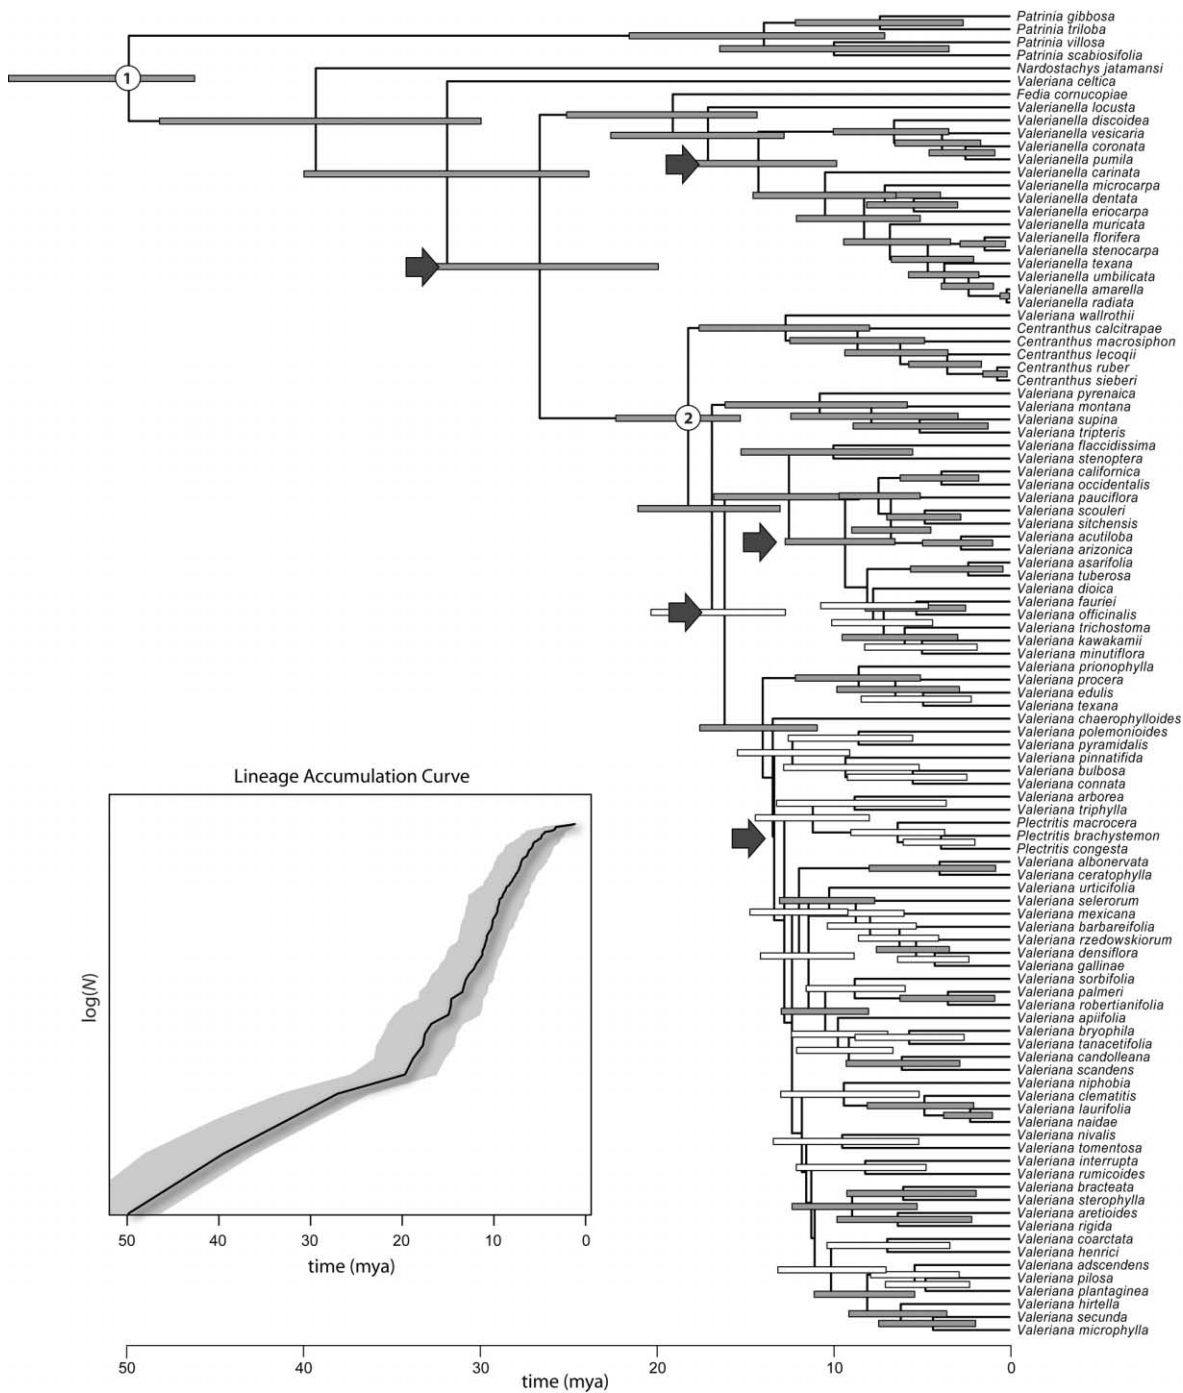 Patrinia gibbosa
Patrinia triloba
Patrinia villosa
Patrinia scabiosifolia
Nardostachys jatamansi
Valeriana celtica
Fedia cornucopiae
Valerianella locusta
Valerianella discoidea
Valerianella vesicaria
Valerianella coronata
Valerianella pumila
Valerianella carinata
Valerianella microcarpa
Valerianella dentata
Valerianella eriocarpa
Valerianella muricata
Valerianella florifera
Valerianella stenocarpa
Valerianella texana
Valerianella umbilicata
Valerianella amarella
Valerianella radiata
Valeriana wallrothii
Centranthus calcitrapae
Centranthus macrosiphon
Centranthus lecoqii
Centranthus ruber
Centranthus sieberi
Valeriana pyrenaica
Valeriana montana
Valeriana supina
Valeriana tripteris
Valeriana flaccidissima
Valeriana stenoptera
Valeriana californica
Valeriana occidentalis
Valeriana pauciflora
Valeriana scouleri
Valeriana sitchensis
Valeriana acutiloba
Valeriana arizonica
Valeriana asarifolia
Valeriana tuberosa
Valeriana dioica
Valeriana fauriei
Valeriana officinalis
Valeriana trichostoma
Valeriana kawakamii
Valeriana minutiflora
Valeriana prionophylla
Valeriana procera
Valeriana edulis
Valeriana texana
Valeriana chaerophylloides
Valeriana polemonioides
Valeriana pyramidalis
Valeriana pinnatifida
Valeriana bulbosa
Valeriana connata
Valeriana arborea
Valeriana triphylla
Plectritis macrocera
Plectritis brachystemon
Plectritis congesta
Valeriana albonervata
Valeriana ceratophylla
Valeriana urticifolia
Valeriana selerorum
Valeriana mexicana
Valeriana barbareifolia
Valeriana rzedowskiorum
Valeriana densiflora
Valeriana gallinae
Valeriana sorbifolia
Valeriana palmeri
Valeriana robertianifolia
Valeriana apiifolia
Valeriana bryophila
Valeriana tanacetifolia
Valeriana candolleana
Valeriana scandens
Valeriana niphobia
Valeriana clematitis
Valeriana laurifolia
Valeriana naidae
Valeriana nivalis
Valeriana tomentosa
Valeriana interrupta
Valeriana rumicoides
Valeriana bracteata
Valeriana sterophylla
Valeriana aretioides
Valeriana rigida
Valeriana coarctata
Valeriana henrici
Valeriana adscendens
Valeriana pilosa
Valeriana plantaginea
Valeriana hirtella
Valeriana secunda
Valeriana microphylla
1
2
Lineage Accumulation Curve
log(N)
50 40 30 20 10 0
time (mya)
50 40 30 20 10 0
time (mya)